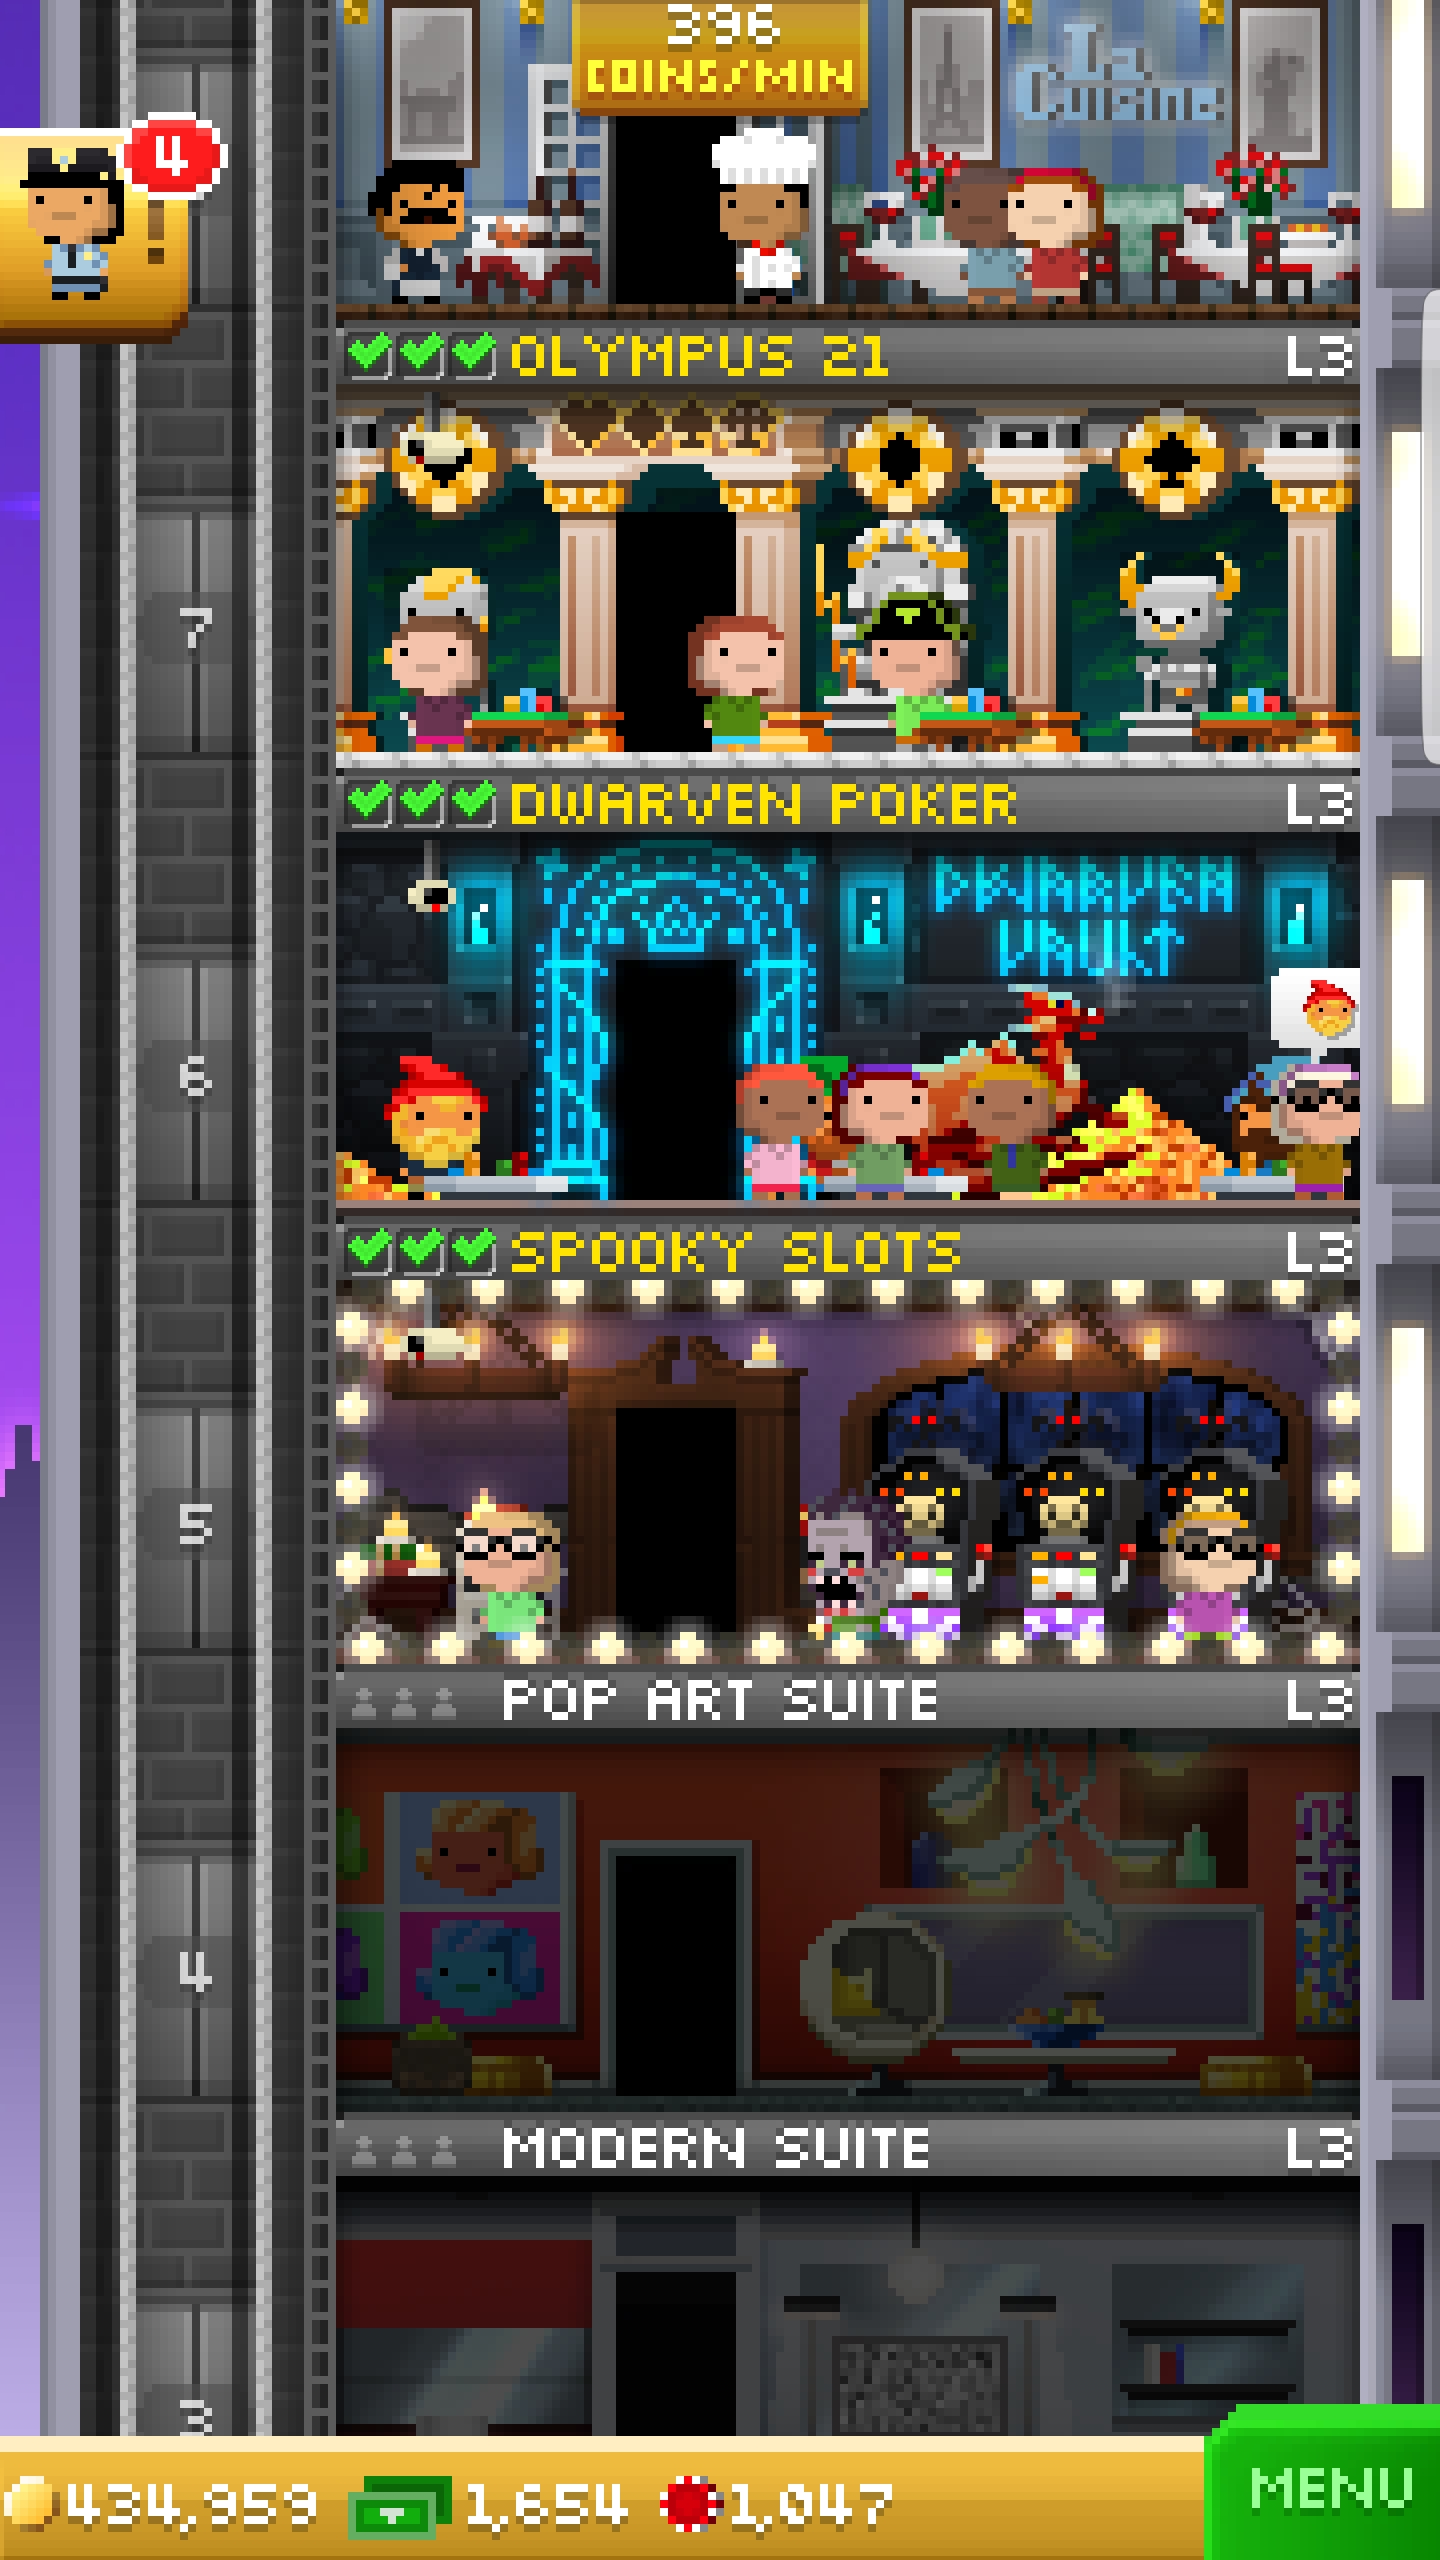 396
COINS/MIN
La
Cuisine
4
OLYMPUS 21
L3
7
DWARVEN POKER
L3
DWARVEN
VAULT
6
SPOOKY SLOTS
L3
5
POP ART SUITE
L3
4
MODERN SUITE
L3
3
434,959
1,654
1,047
MENU